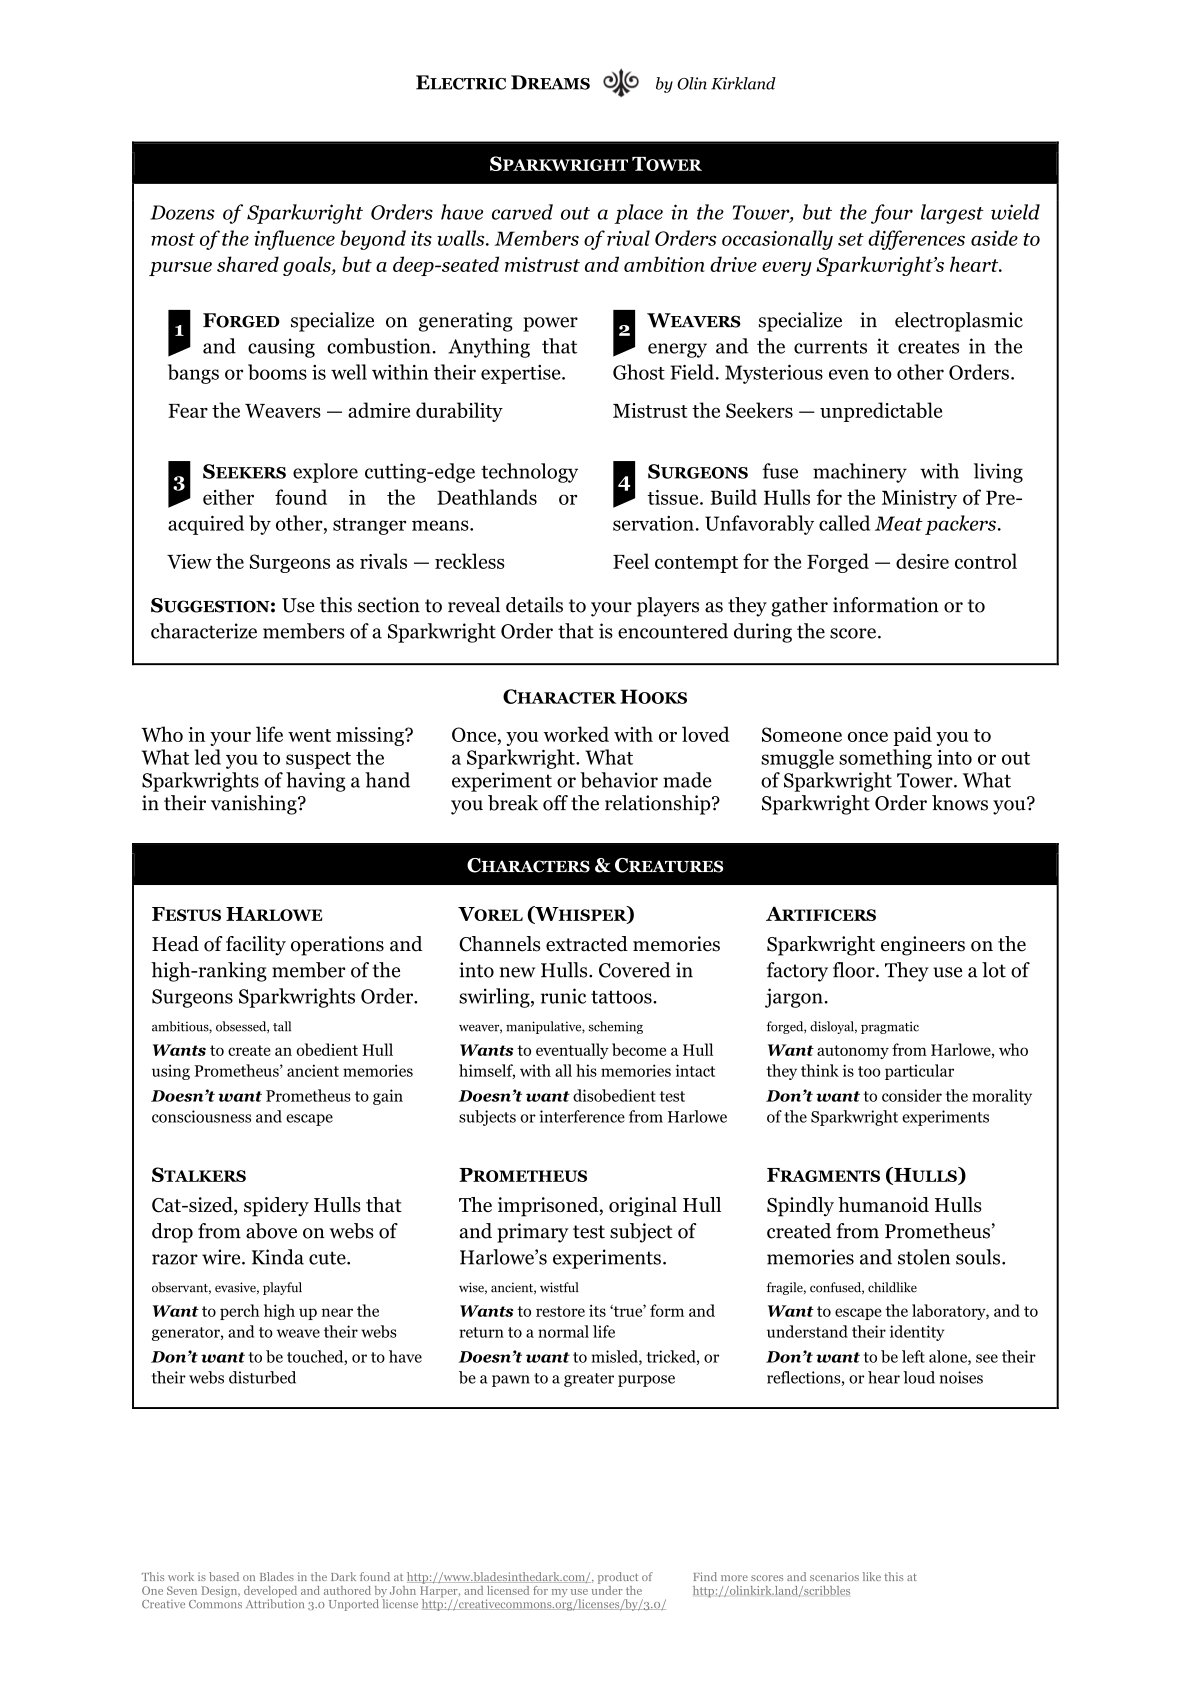 ELECTRIC DREAMS by Olin Kirkland
SPARKWRIGHT TOWER
Dozens of Sparkwright Orders have carved out a place in the Tower, but the four largest wield
most of the influence beyond its walls. Members of rival Orders occasionally set differences aside to
pursue shared goals, but a deep-seated mistrust and ambition drive every Sparkwright’s heart.
1 FORGED specialize on generating power
and causing combustion. Anything that
bangs or booms is well within their expertise.
Fear the Weavers — admire durability
2 WEAVERS specialize in electroplasmic
energy and the currents it creates in the
Ghost Field. Mysterious even to other Orders.
Mistrust the Seekers — unpredictable
3 SEEKERS explore cutting-edge technology
either found in the Deathlands or
acquired by other, stranger means.
View the Surgeons as rivals — reckless
4 SURGEONS fuse machinery with living
tissue. Build Hulls for the Ministry of Pre-
servation. Unfavorably called Meat packers.
Feel contempt for the Forged — desire control
SUGGESTION: Use this section to reveal details to your players as they gather information or to
characterize members of a Sparkwright Order that is encountered during the score.
CHARACTER HOOKS
Who in your life went missing?
What led you to suspect the
Sparkwrights of having a hand
in their vanishing?
Once, you worked with or loved
a Sparkwright. What
experiment or behavior made
you break off the relationship?
Someone once paid you to
smuggle something into or out
of Sparkwright Tower. What
Sparkwright Order knows you?
CHARACTERS & CREATURES
FESTUS HARLOWE
Head of facility operations and
high-ranking member of the
Surgeons Sparkwrights Order.
ambitious, obsessed, tall
Wants to create an obedient Hull
using Prometheus’ ancient memories
Doesn’t want Prometheus to gain
consciousness and escape
VOREL (WHISPER)
Channels extracted memories
into new Hulls. Covered in
swirling, runic tattoos.
weaver, manipulative, scheming
Wants to eventually become a Hull
himself, with all his memories intact
Doesn’t want disobedient test
subjects or interference from Harlowe
ARTIFICERS
Sparkwright engineers on the
factory floor. They use a lot of
jargon.
forged, disloyal, pragmatic
Want autonomy from Harlowe, who
they think is too particular
Don’t want to consider the morality
of the Sparkwright experiments
STALKERS
Cat-sized, spidery Hulls that
drop from above on webs of
razor wire. Kinda cute.
observant, evasive, playful
Want to perch high up near the
generator, and to weave their webs
Don’t want to be touched, or to have
their webs disturbed
PROMETHEUS
The imprisoned, original Hull
and primary test subject of
Harlowe’s experiments.
wise, ancient, wistful
Wants to restore its ‘true’ form and
return to a normal life
Doesn’t want to misled, tricked, or
be a pawn to a greater purpose
FRAGMENTS (HULLS)
Spindly humanoid Hulls
created from Prometheus’
memories and stolen souls.
fragile, confused, childlike
Want to escape the laboratory, and to
understand their identity
Don’t want to be left alone, see their
reflections, or hear loud noises
This work is based on Blades in the Dark found at http://www.bladesinthedark.com/, product of
One Seven Design, developed and authored by John Harper, and licensed for my use under the
Creative Commons Attribution 3.0 Unported license http://creativecommons.org/licenses/by/3.0/
Find more scores and scenarios like this at
http://olinkirk.land/scribbles